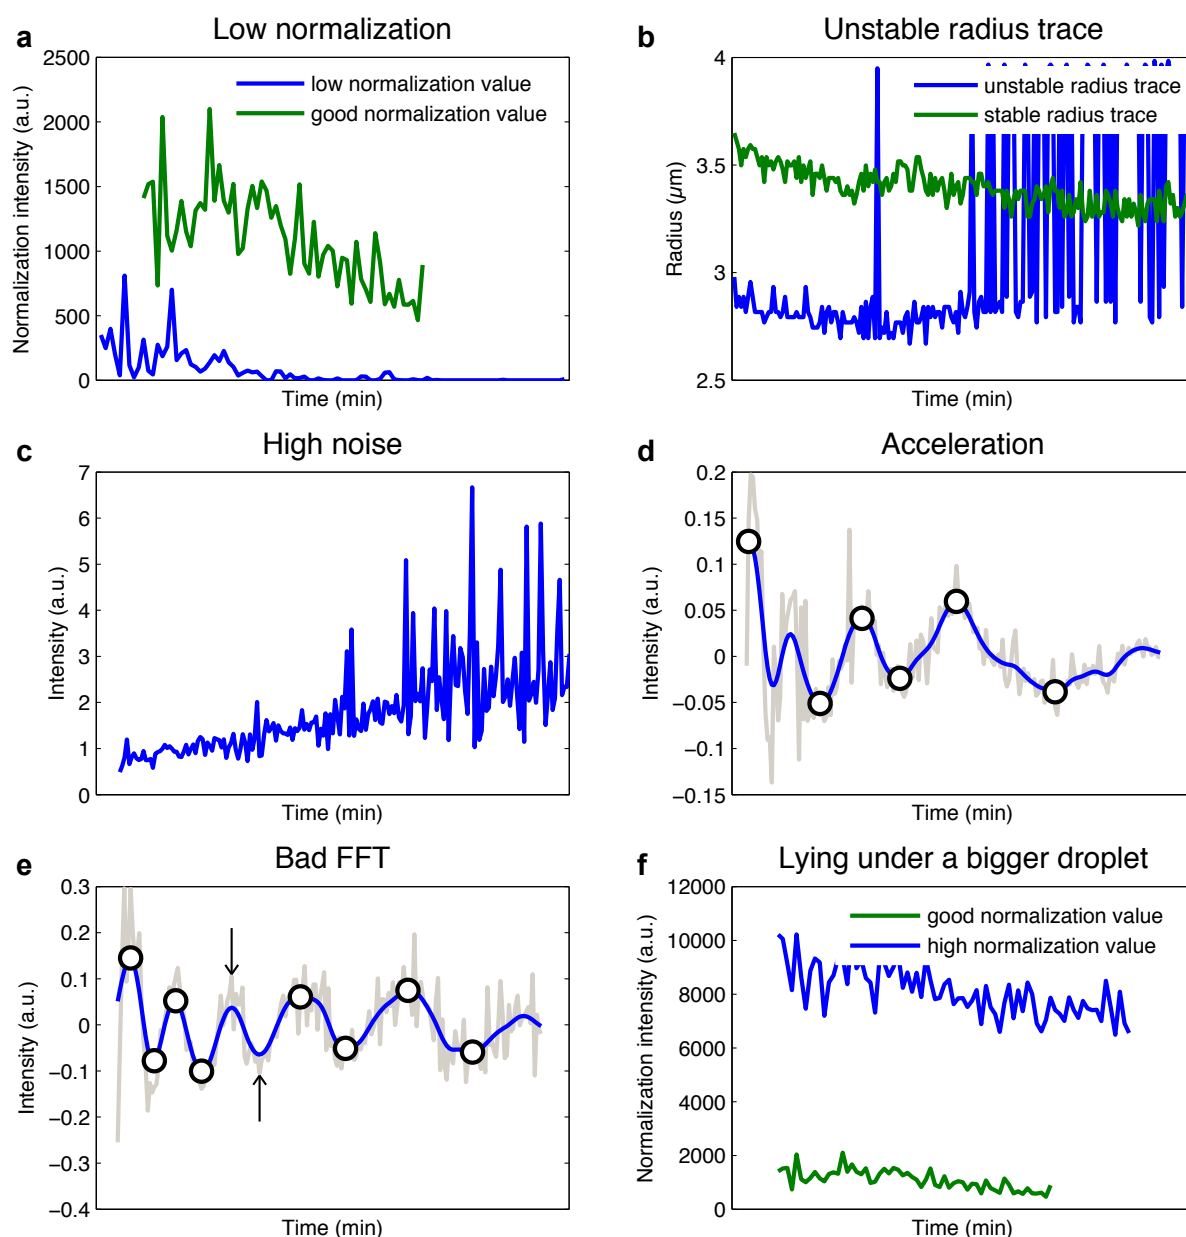 a
Low normalization
2500
2000
1500
1000
500
0
Normalization intensity (a.u.)
low normalization value
good normalization value
Time (min)
b
Unstable radius trace
4
3.5
3
2.5
Radius (µm)
unstable radius trace
stable radius trace
Time (min)
c
High noise
7
6
5
4
3
2
1
0
Intensity (a.u.)
Time (min)
d
Acceleration
0.2
0.15
0.1
0.05
0
−0.05
−0.1
−0.15
Intensity (a.u.)
Time (min)
e
Bad FFT
0.3
0.2
0.1
0
−0.1
−0.2
−0.3
−0.4
Intensity (a.u.)
Time (min)
f
Lying under a bigger droplet
12000
10000
8000
6000
4000
2000
0
Normalization intensity (a.u.)
good normalization value
high normalization value
Time (min)